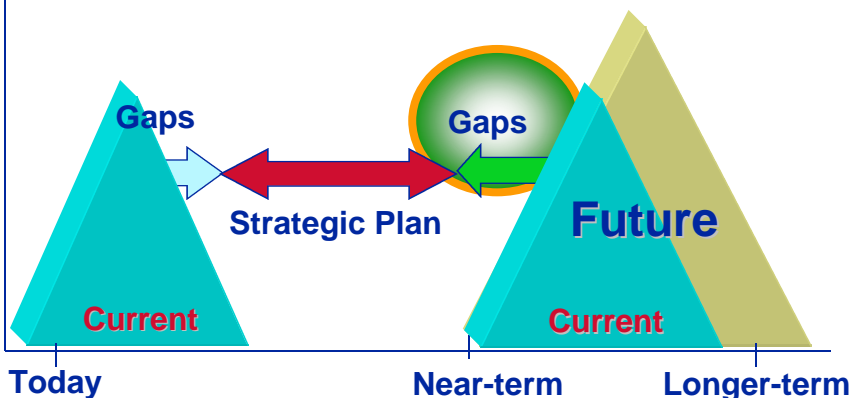 Gaps
Gaps
Strategic Plan
Future
Current
Current
Today
Near-term
Longer-term